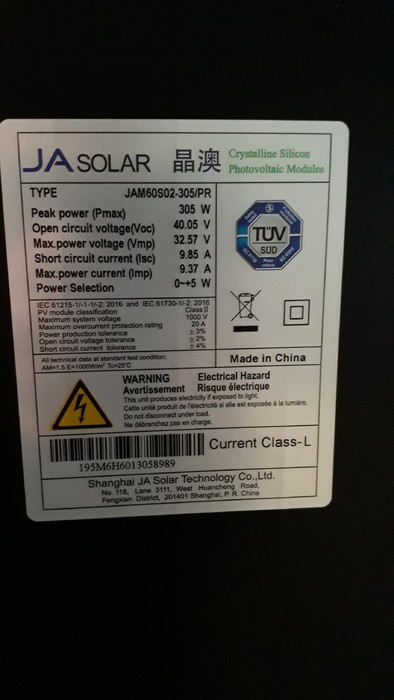 JA SOLAR 晶澳 Crystalline Silicon
Photovoltaic Modules
TYPE JAM60S02-305/PR
Peak power (Pmax) 305 W
Open circuit voltage(Voc) 40.05 V
Max.power voltage (Vmp) 32.57 V
Short circuit current (Isc) 9.85 A
Max.power current (Imp) 9.37 A
Power Selection 0~+5 W
TÜV
SÜD
IEC 61215-1/-1-1/-2: 2016 and IEC 61730-1/-2: 2016
PV module classification Class II
Maximum system voltage 1000 V
Maximum overcurrent protection rating 20 A
Power production tolerance ± 3%
Open circuit voltage tolerance ± 2%
Short circuit current tolerance ± 4%
All technical data at standard test condition:
AM=1.5 E=1000W/m² Tc=25°C
Made in China
WARNING Electrical Hazard
Avertissement Risque électrique
This unit produces electricity if exposed to light.
Cette unité produit de l'électricité si elle est exposée à la lumière.
Do not disconnect under load.
Ne débranchez pas en charge.
Current Class-L
195M6H6013058989
Shanghai JA Solar Technology Co.,Ltd.
No. 118, Lane 3111, West Huancheng Road,
Fengxian District, 201401 Shanghai, P. R. China